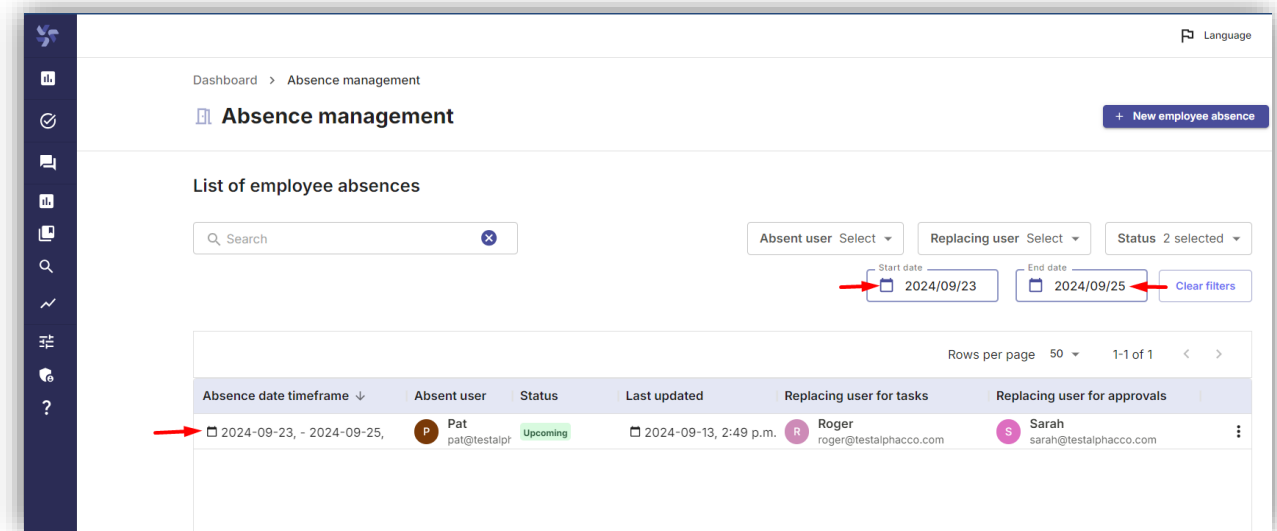 Language
Dashboard > Absence management
Absence management
+ New employee absence
List of employee absences
Search
Absent user Select
Replacing user Select
Status 2 selected
Start date
2024/09/23
End date
2024/09/25
Clear filters
Rows per page 50 1-1 of 1 < >
Absence date timeframe ↓ Absent user Status Last updated Replacing user for tasks Replacing user for approvals
2024-09-23, - 2024-09-25, P Pat Upcoming 2024-09-13, 2:49 p.m. R Roger S Sarah
pat@testalph roger@testalphacco.com sarah@testalphacco.com
?